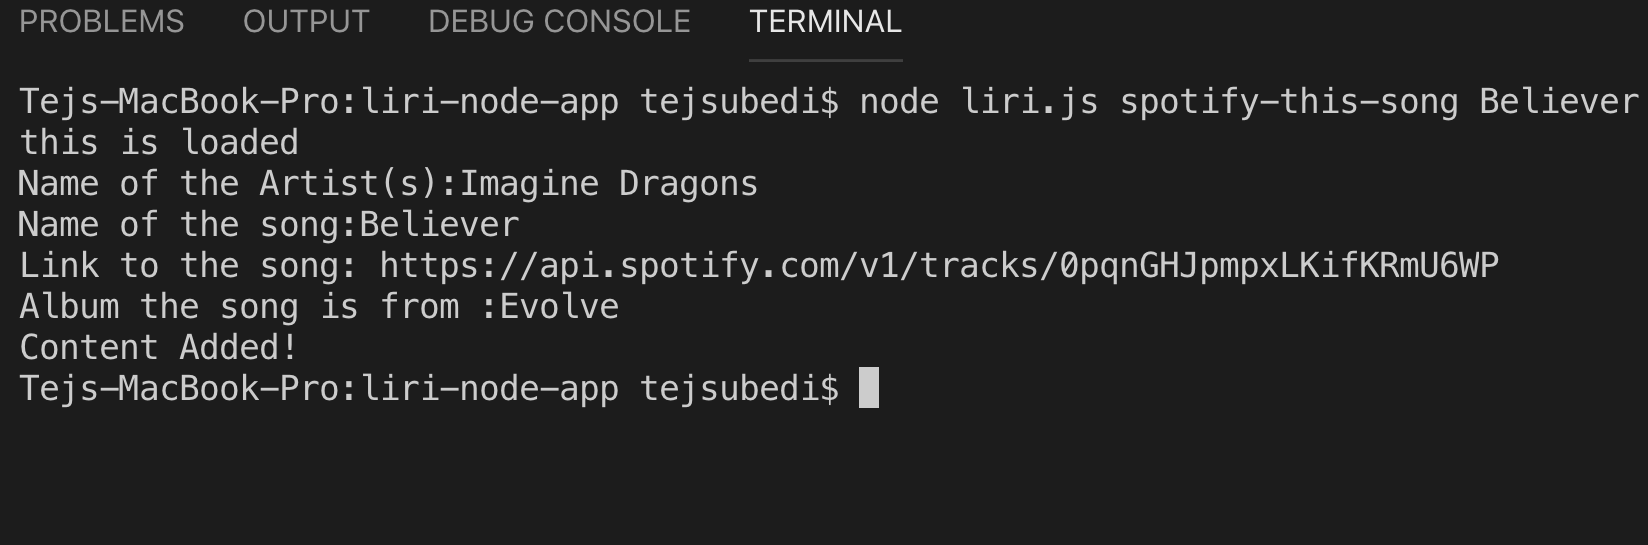 PROBLEMS OUTPUT DEBUG CONSOLE TERMINAL
Tejs-MacBook-Pro:liri-node-app tejsubedi$ node liri.js spotify-this-song Believer
this is loaded
Name of the Artist(s):Imagine Dragons
Name of the song:Believer
Link to the song: https://api.spotify.com/v1/tracks/0pqnGHJpmpxLKifKRmU6WP
Album the song is from :Evolve
Content Added!
Tejs-MacBook-Pro:liri-node-app tejsubedi$